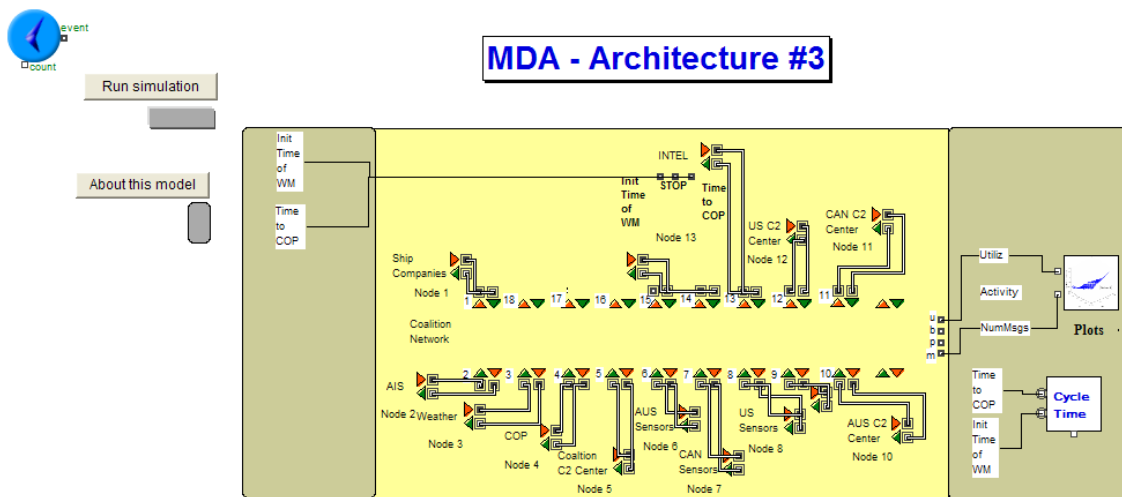 event
count
MDA - Architecture #3
Run simulation
About this model
Init
Time
of
WM
Time
to
COP
INTEL
STOP
Init
Time
of
WM
Time
to
COP
Node 13
US C2
Center
Node 12
CAN C2
Center
Node 11
Ship
Companies
Node 1
1
18
17
16
15
14
13
12
11
Coalition
Network
u
b
p
m
Utiliz
Activity
NumMsgs
Plots
2
3
4
5
6
7
8
9
10
AIS
Node 2
Weather
Node 3
COP
Node 4
Coaltion
C2 Center
Node 5
AUS
Sensors
Node 6
CAN
Sensors
Node 7
US
Sensors
Node 8
AUS C2
Center
Node 10
Time
to
COP
Init
Time
of
WM
Cycle
Time